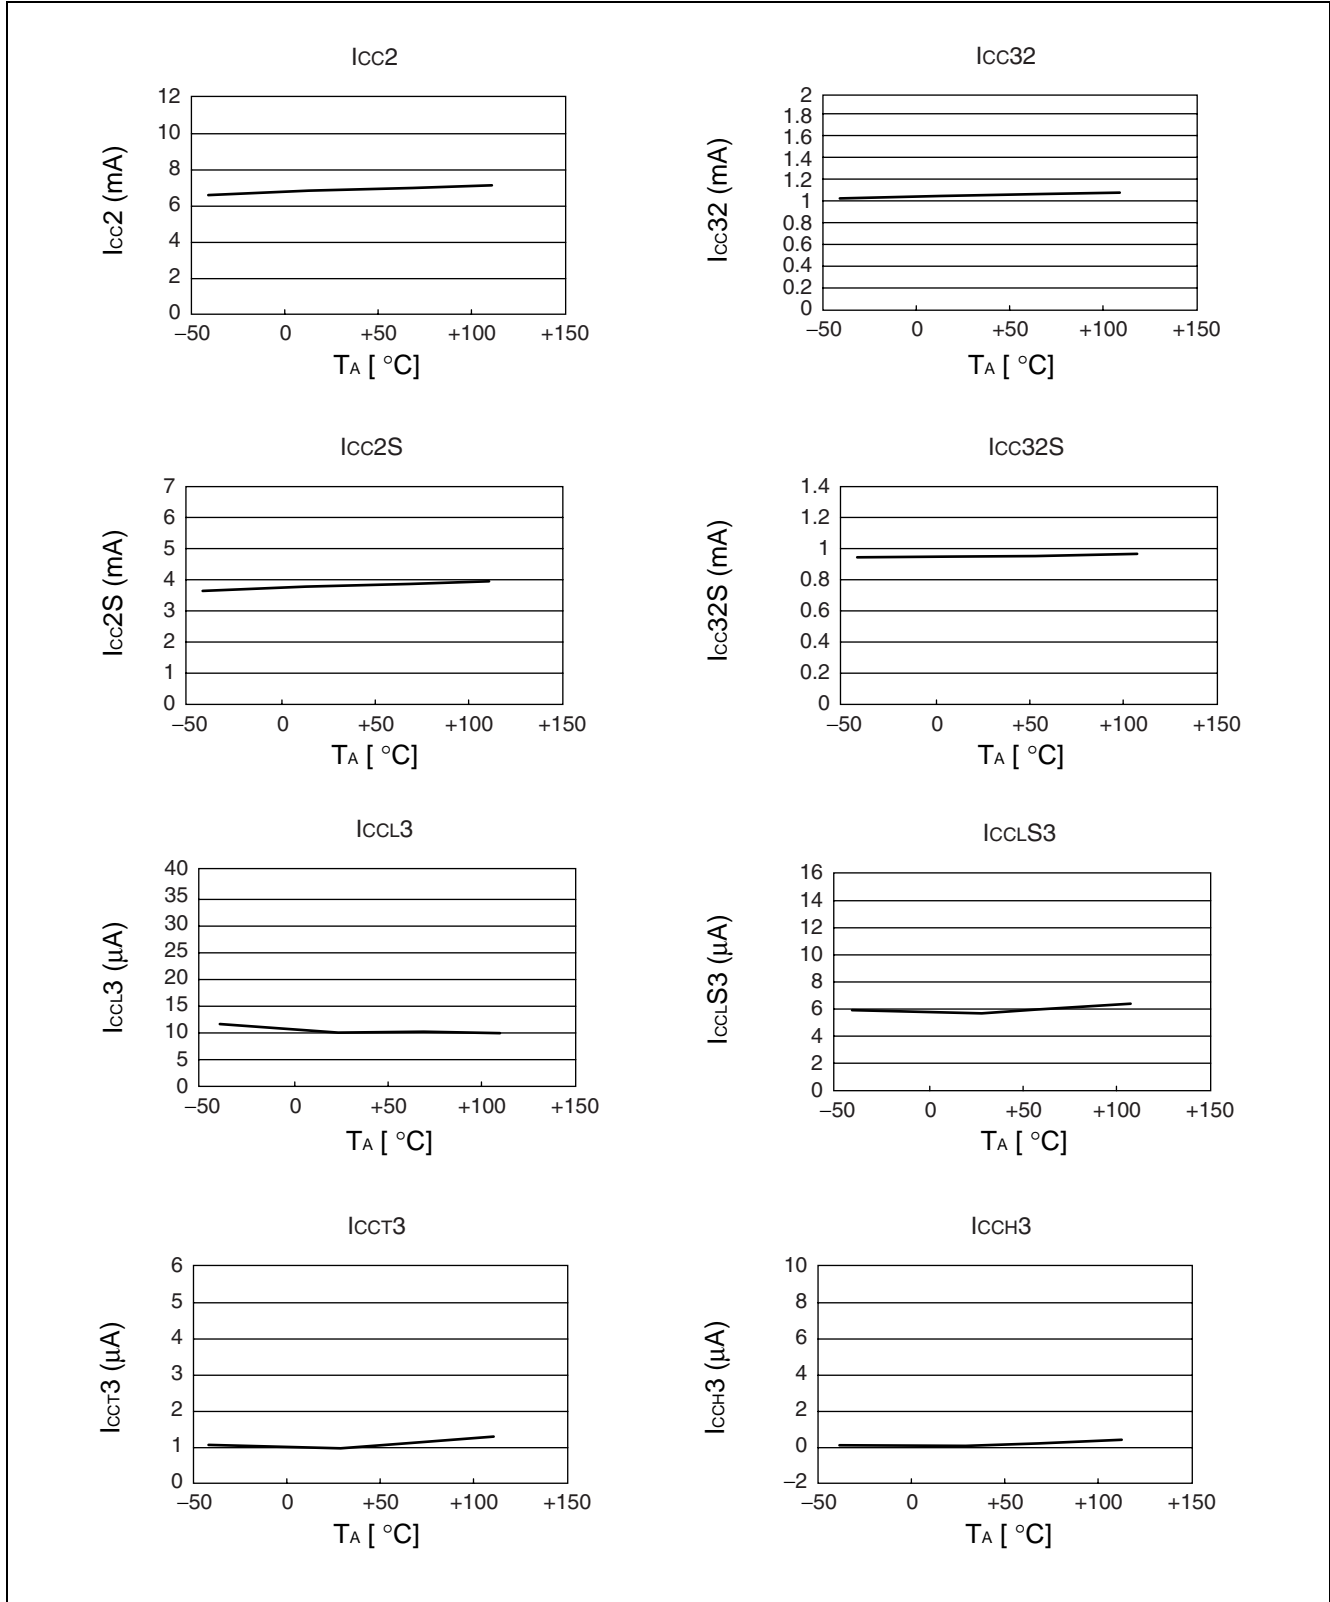 Icc2
12
10
8
6
4
2
0
Icc2 (mA)
−50 0 +50 +100 +150
TA [ °C]
Icc32
2
1.8
1.6
1.4
1.2
1
0.8
0.6
0.4
0.2
0
Icc32 (mA)
−50 0 +50 +100 +150
TA [ °C]
Icc2S
7
6
5
4
3
2
1
0
Icc2S (mA)
−50 0 +50 +100 +150
TA [ °C]
Icc32S
1.4
1.2
1
0.8
0.6
0.4
0.2
0
Icc32S (mA)
−50 0 +50 +100 +150
TA [ °C]
ICCL3
40
35
30
25
20
15
10
5
0
ICCL3 (μA)
−50 0 +50 +100 +150
TA [ °C]
ICCLS3
16
14
12
10
8
6
4
2
0
ICCLS3 (μA)
−50 0 +50 +100 +150
TA [ °C]
ICCT3
6
5
4
3
2
1
0
ICCT3 (μA)
−50 0 +50 +100 +150
TA [ °C]
ICCH3
10
8
6
4
2
0
−2
ICCH3 (μA)
−50 0 +50 +100 +150
TA [ °C]